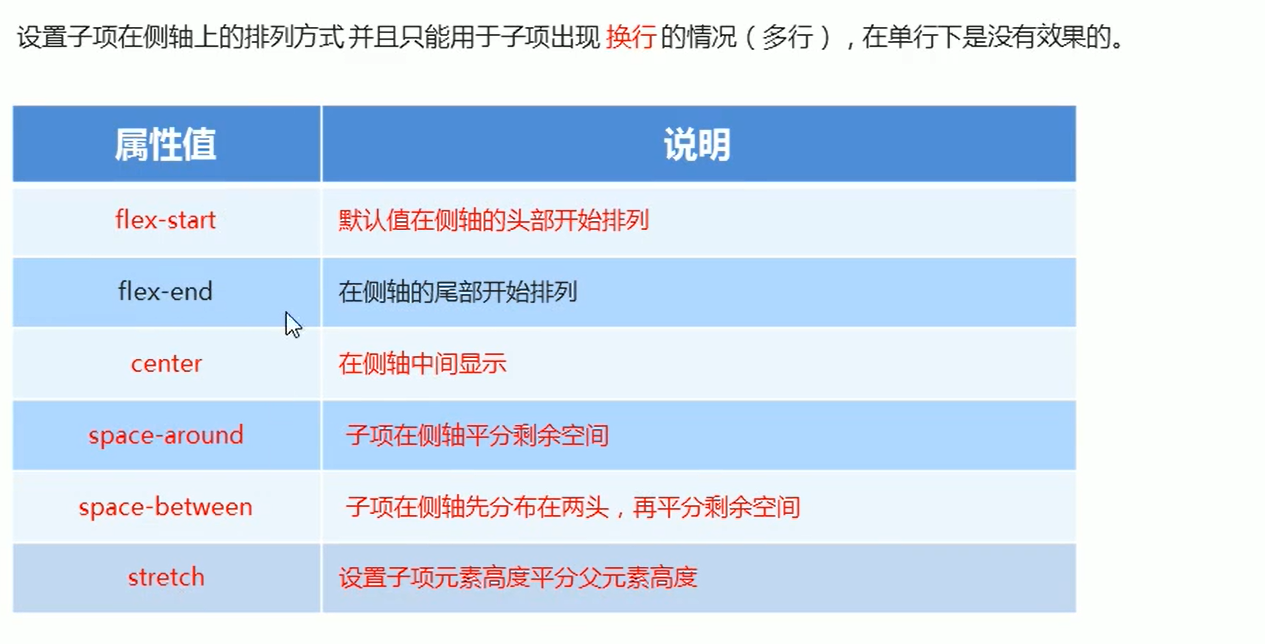 设置子项在侧轴上的排列方式 并且只能用于子项出现 换行 的情况（多行），在单行下是没有效果的。
属性值 说明
flex-start 默认值在侧轴的头部开始排列
flex-end 在侧轴的尾部开始排列
center 在侧轴中间显示
space-around 子项在侧轴平分剩余空间
space-between 子项在侧轴先分布在两头，再平分剩余空间
stretch 设置子项元素高度平分父元素高度